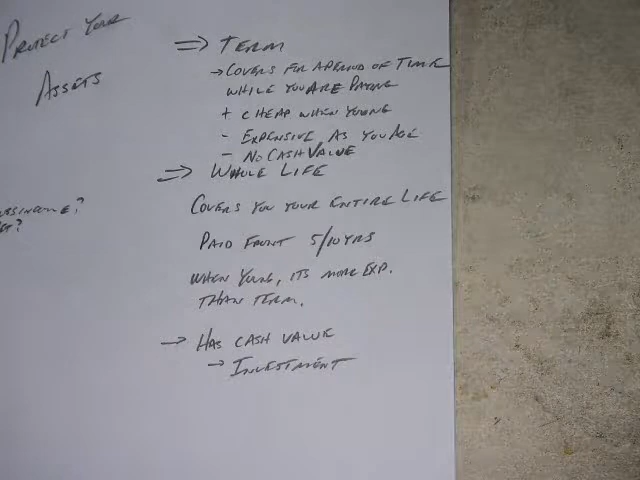 PROTECT YOUR
ASSETS
⇒ TERM
→ COVERS FOR A PERIOD OF TIME
WHILE YOU ARE PAYING
+ CHEAP WHEN YOUNG
- EXPENSIVE AS YOU AGE
- NO CASH VALUE
⇒ WHOLE LIFE
COVERS YOU YOUR ENTIRE LIFE
PAID FRONT 5/10 YRS
WHEN YOUNG, ITS MORE EXP.
THAN TERM.
→ HAS CASH VALUE
→ INVESTMENT